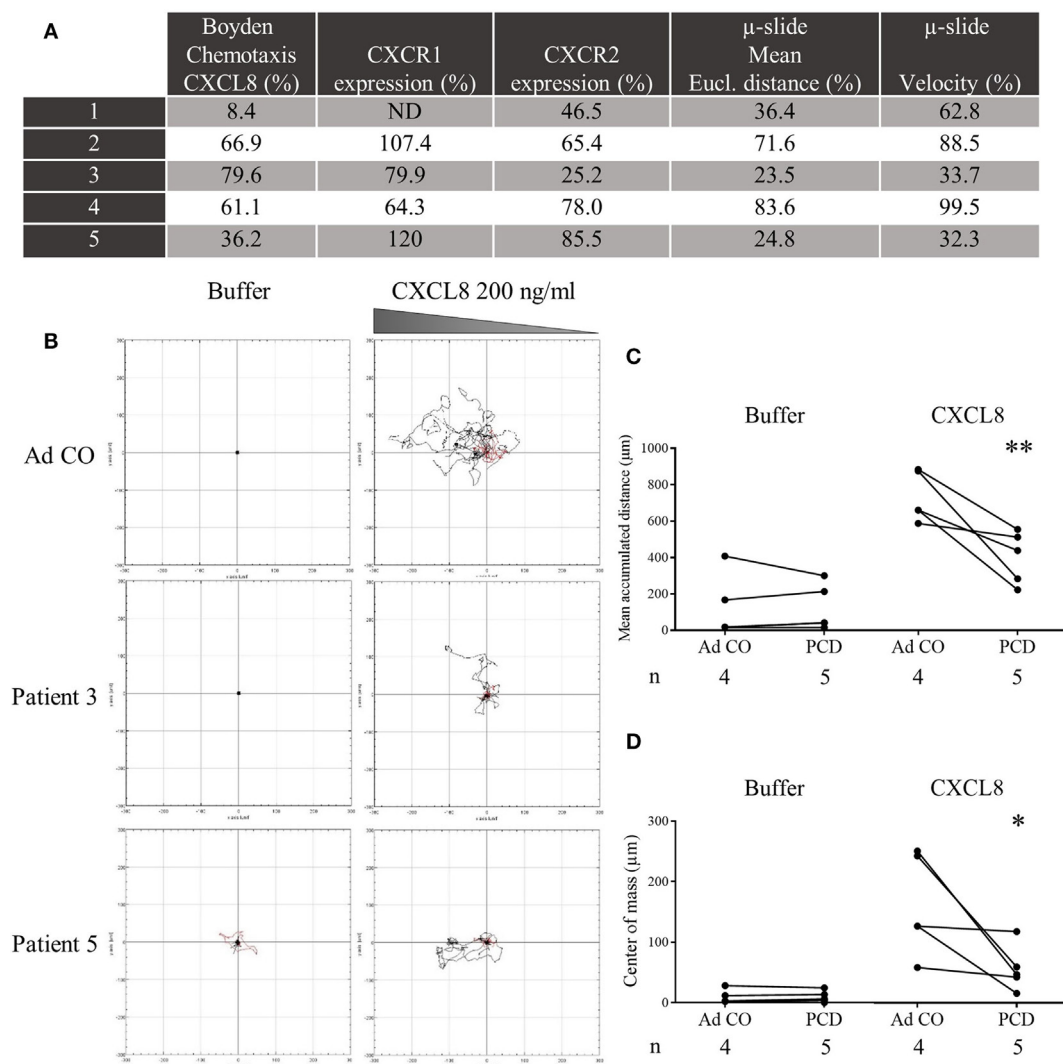 A
Boyden Chemotaxis CXCL8 (%) CXCR1 expression (%) CXCR2 expression (%) µ-slide Mean Eucl. distance (%) µ-slide Velocity (%)
1 8.4 ND 46.5 36.4 62.8
2 66.9 107.4 65.4 71.6 88.5
3 79.6 79.9 25.2 23.5 33.7
4 61.1 64.3 78.0 83.6 99.5
5 36.2 120 85.5 24.8 32.3
Buffer CXCL8 200 ng/ml
B
Ad CO
Patient 3
Patient 5
C
Buffer CXCL8
**
Mean accumulated distance (µm)
1000
800
600
400
200
0
Ad CO PCD Ad CO PCD
n 4 5 4 5
D
Buffer CXCL8
*
Center of mass (µm)
300
200
100
0
Ad CO PCD Ad CO PCD
n 4 5 4 5